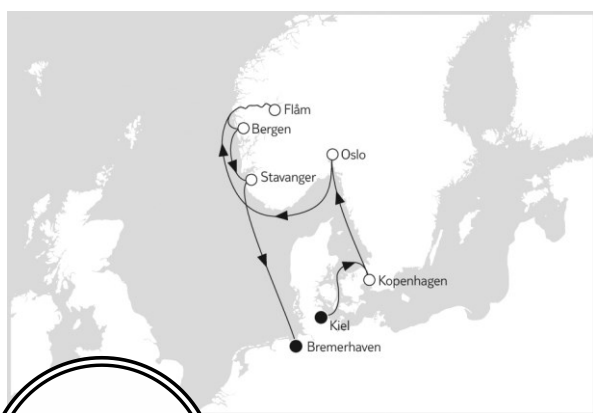 Flåm
Bergen
Oslo
Stavanger
Kopenhagen
Kiel
Bremerhaven